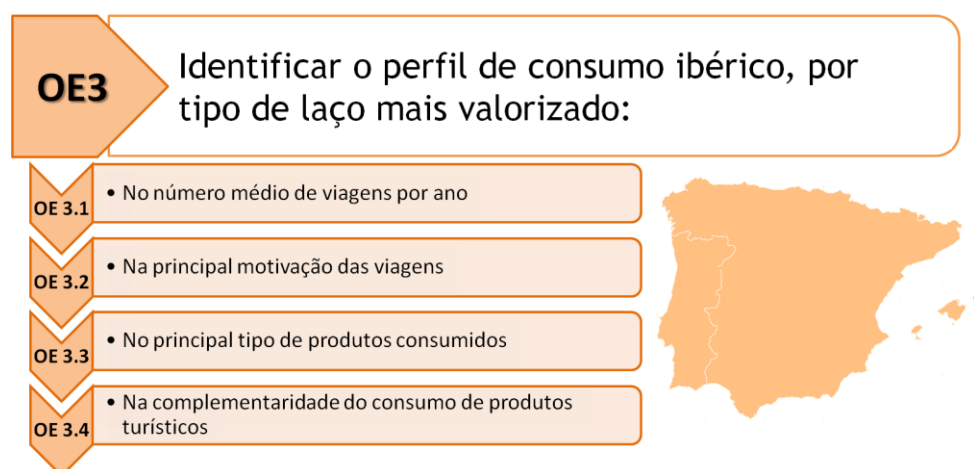 OE3
Identificar o perfil de consumo ibérico, por
tipo de laço mais valorizado:
OE 3.1
• No número médio de viagens por ano
OE 3.2
• Na principal motivação das viagens
OE 3.3
• No principal tipo de produtos consumidos
OE 3.4
• Na complementaridade do consumo de produtos
turísticos